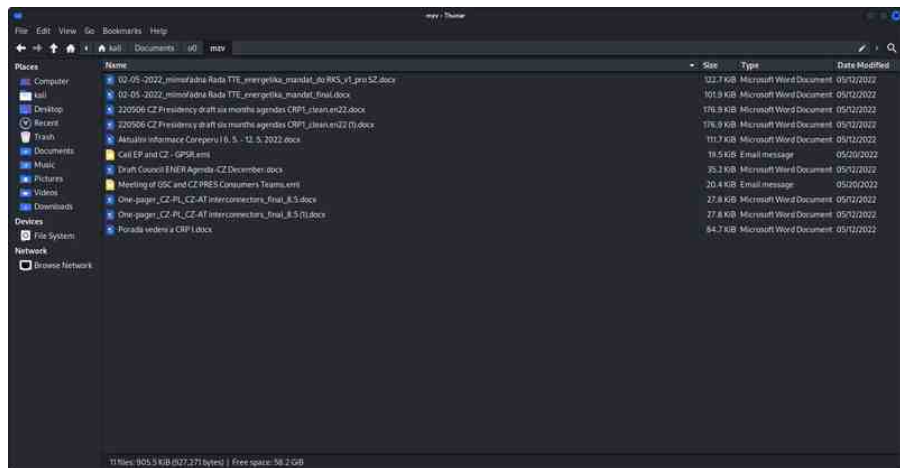 mzv - Thunar
File Edit View Go Bookmarks Help
kali Documents o0 mzv
Places
Computer
kali
Desktop
Recent
Trash
Documents
Music
Pictures
Videos
Downloads
Devices
File System
Network
Browse Network
Name Size Type Date Modified
02-05 -2022_mimořádná Rada TTE_energetika_mandat_do RKS_v1_pro SZ.docx 122.7 KiB Microsoft Word Document 05/12/2022
02-05 -2022_mimořádná Rada TTE_energetika_mandat_final.docx 101.9 KiB Microsoft Word Document 05/12/2022
220506 CZ Presidency draft six months agendas CRP1_clean.en22.docx 176.9 KiB Microsoft Word Document 05/12/2022
220506 CZ Presidency draft six months agendas CRP1_clean.en22 (1).docx 176.9 KiB Microsoft Word Document 05/12/2022
Aktuální informace Coreperu I 6. 5. - 12. 5. 2022.docx 111.7 KiB Microsoft Word Document 05/12/2022
Call EP and CZ - GPSR.eml 19.5 KiB Email message 05/20/2022
Draft Council ENER Agenda-CZ December.docx 35.2 KiB Microsoft Word Document 05/12/2022
Meeting of GSC and CZ PRES Consumers Teams.eml 20.4 KiB Email message 05/20/2022
One-pager_CZ-PL_CZ-AT interconnectors_final_8.5.docx 27.8 KiB Microsoft Word Document 05/12/2022
One-pager_CZ-PL_CZ-AT interconnectors_final_8.5 (1).docx 27.8 KiB Microsoft Word Document 05/12/2022
Porada vedení a CRP I.docx 84.7 KiB Microsoft Word Document 05/12/2022
11 files: 905.5 KiB (927,271 bytes) | Free space: 58.2 GiB